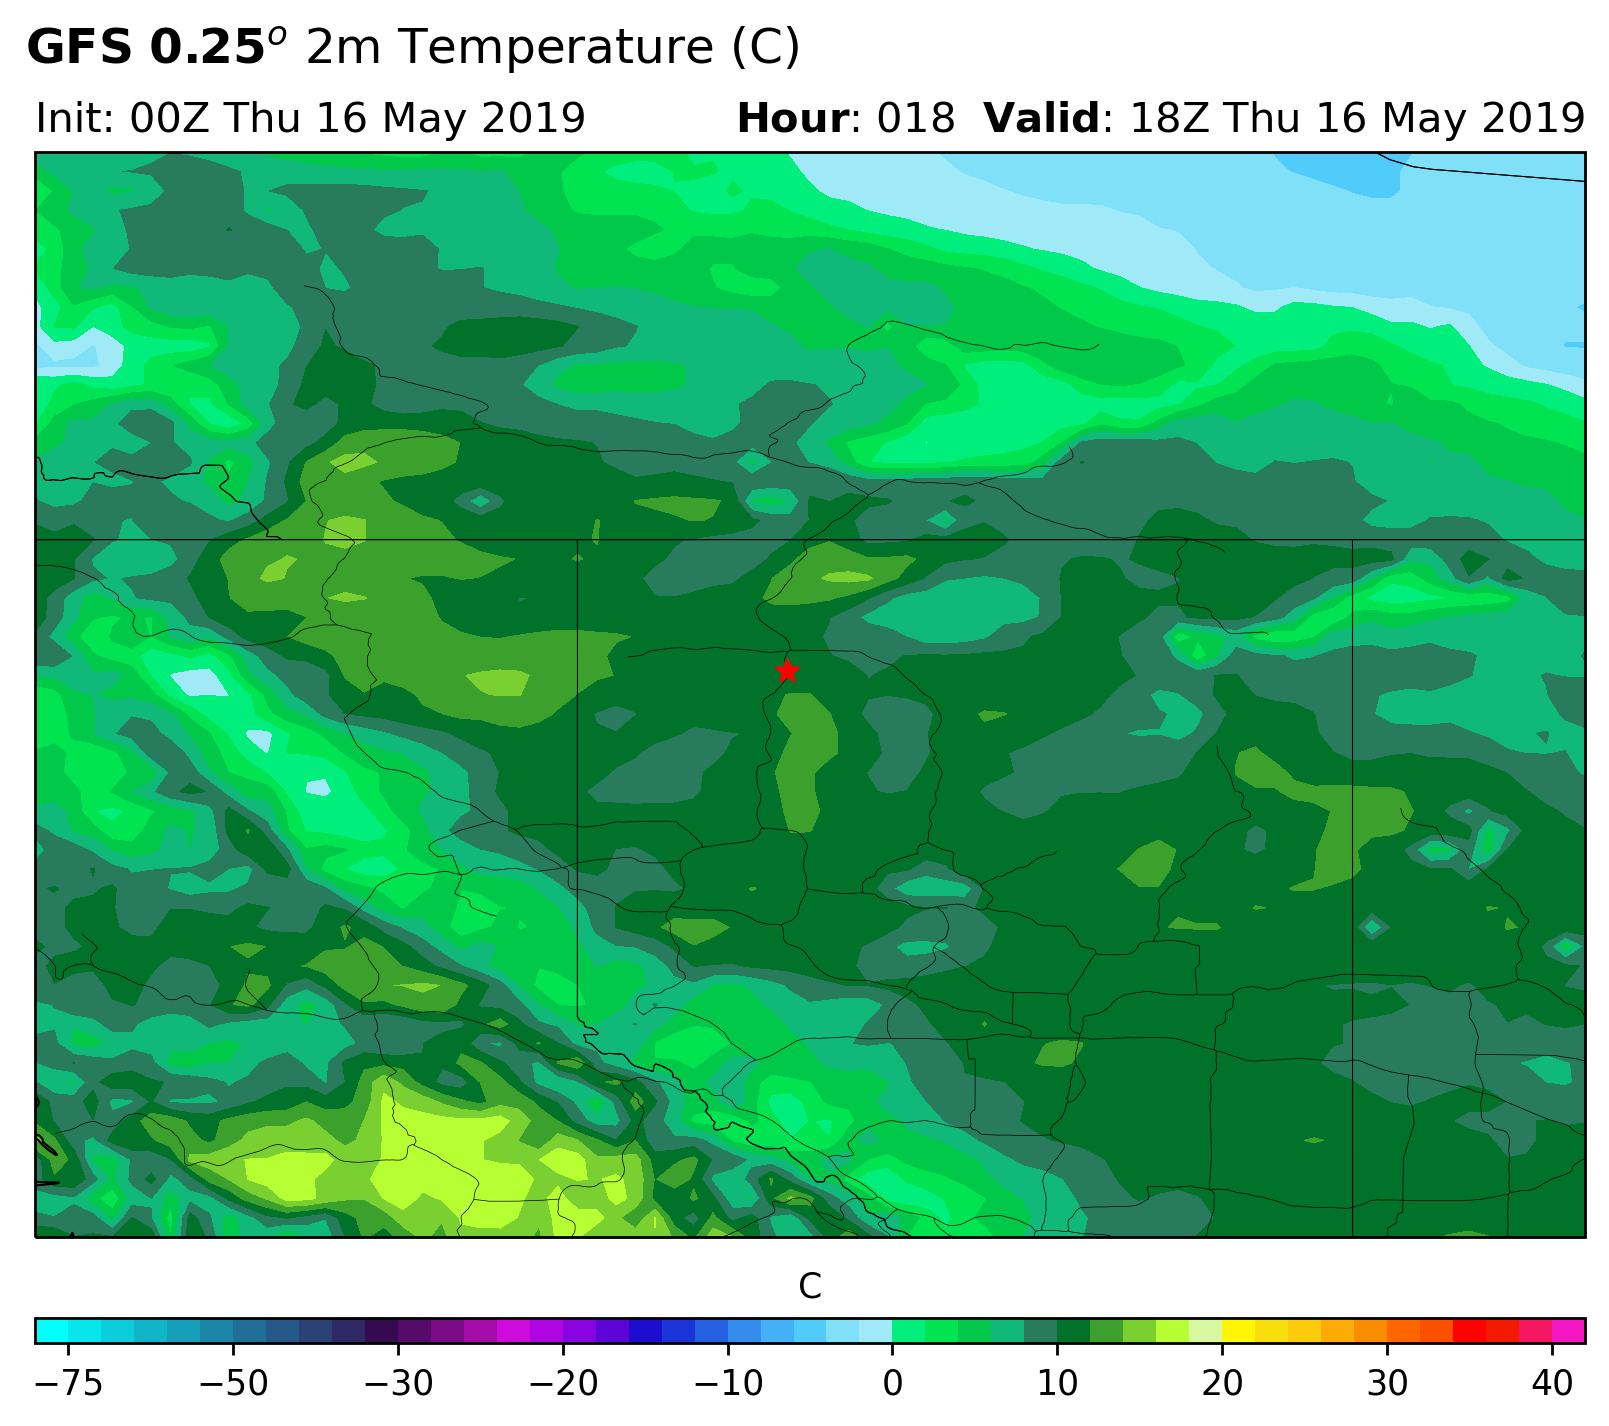 GFS 0.25° 2m Temperature (C)
Init: 00Z Thu 16 May 2019 Hour: 018 Valid: 18Z Thu 16 May 2019
C
−75 −50 −30 −20 −10 0 10 20 30 40